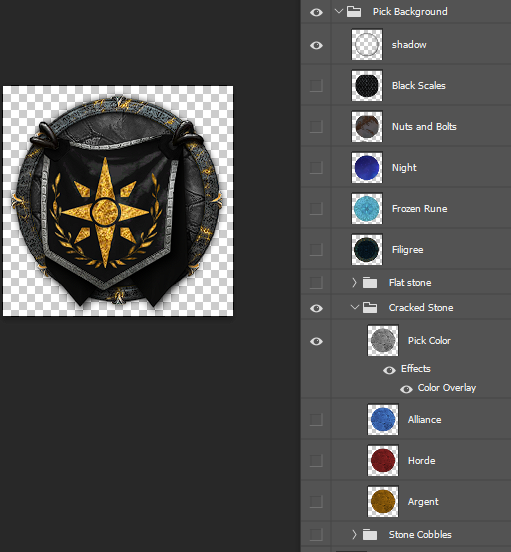 Pick Background
shadow
Black Scales
Nuts and Bolts
Night
Frozen Rune
Filigree
Flat stone
Cracked Stone
Pick Color
Effects
Color Overlay
Alliance
Horde
Argent
Stone Cobbles